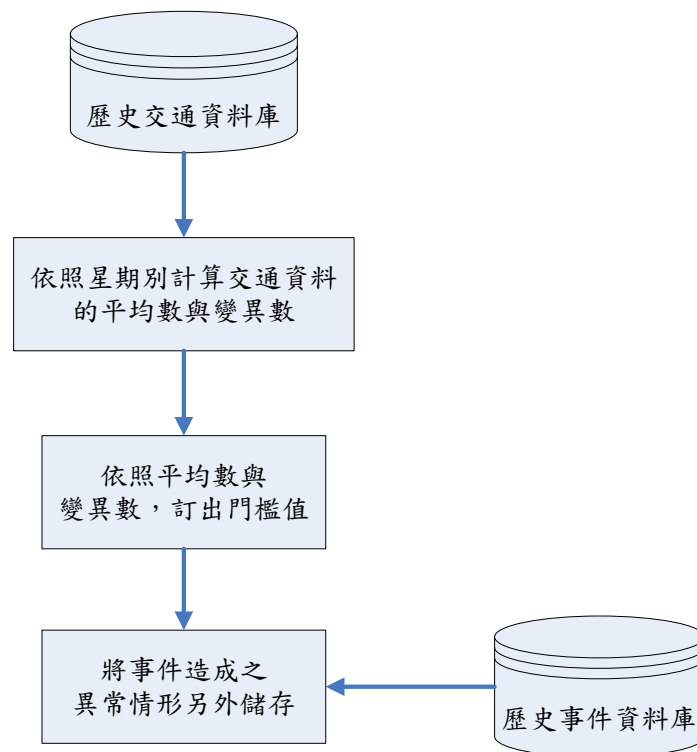 歷史交通資料庫
依照星期別計算交通資料
的平均數與變異數
依照平均數與
變異數，訂出門檻值
將事件造成之
異常情形另外儲存
歷史事件資料庫